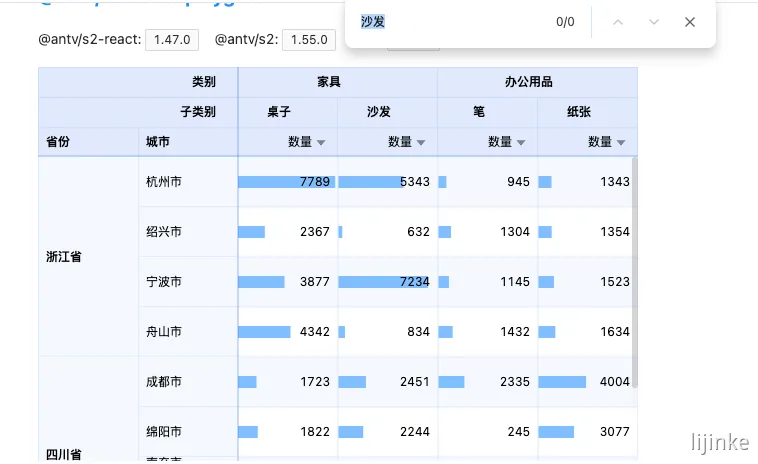 沙发 0/0
@antv/s2-react: 1.47.0 @antv/s2: 1.55.0
类别 家具 办公用品
子类别 桌子 沙发 笔 纸张
省份 城市 数量 数量 数量 数量
浙江省
杭州市 7789 5343 945 1343
绍兴市 2367 632 1304 1354
宁波市 3877 7234 1145 1523
舟山市 4342 834 1432 1634
四川省
成都市 1723 2451 2335 4004
绵阳市 1822 2244 245 3077
lijinke